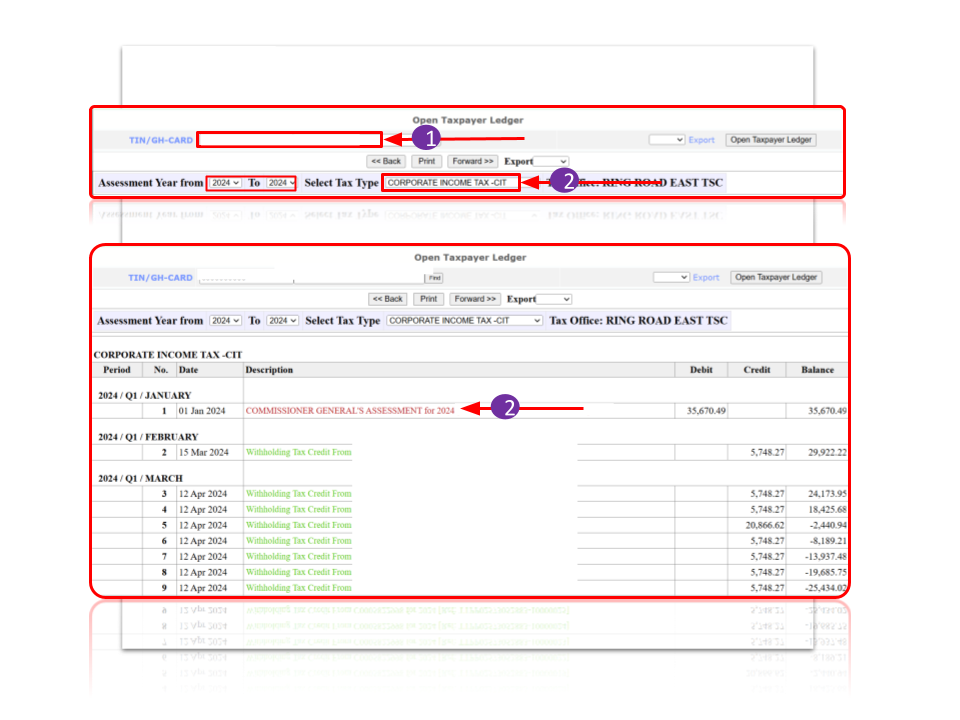 Open Taxpayer Ledger
TIN/GH-CARD 1 Export Open Taxpayer Ledger
<< Back Print Forward >> Export
Assessment Year from 2024 To 2024 Select Tax Type CORPORATE INCOME TAX -CIT 2 Tax Office: RING ROAD EAST TSC
Open Taxpayer Ledger
TIN/GH-CARD Find Export Open Taxpayer Ledger
<< Back Print Forward >> Export
Assessment Year from 2024 To 2024 Select Tax Type CORPORATE INCOME TAX -CIT Tax Office: RING ROAD EAST TSC
CORPORATE INCOME TAX -CIT
Period No. Date Description Debit Credit Balance
2024 / Q1 / JANUARY
1 01 Jan 2024 COMMISSIONER GENERAL'S ASSESSMENT for 2024 2 35,670.49 35,670.49
2024 / Q1 / FEBRUARY
2 15 Mar 2024 Withholding Tax Credit From 5,748.27 29,922.22
2024 / Q1 / MARCH
3 12 Apr 2024 Withholding Tax Credit From 5,748.27 24,173.95
4 12 Apr 2024 Withholding Tax Credit From 5,748.27 18,425.68
5 12 Apr 2024 Withholding Tax Credit From 20,866.62 -2,440.94
6 12 Apr 2024 Withholding Tax Credit From 5,748.27 -8,189.21
7 12 Apr 2024 Withholding Tax Credit From 5,748.27 -13,937.48
8 12 Apr 2024 Withholding Tax Credit From 5,748.27 -19,685.75
9 12 Apr 2024 Withholding Tax Credit From 5,748.27 -25,434.02